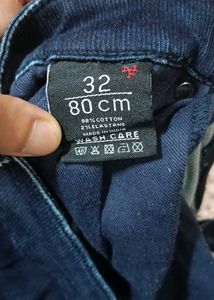 32
80 cm
98% COTTON
2% ELASTANE
MADE IN INDIA
WASH CARE